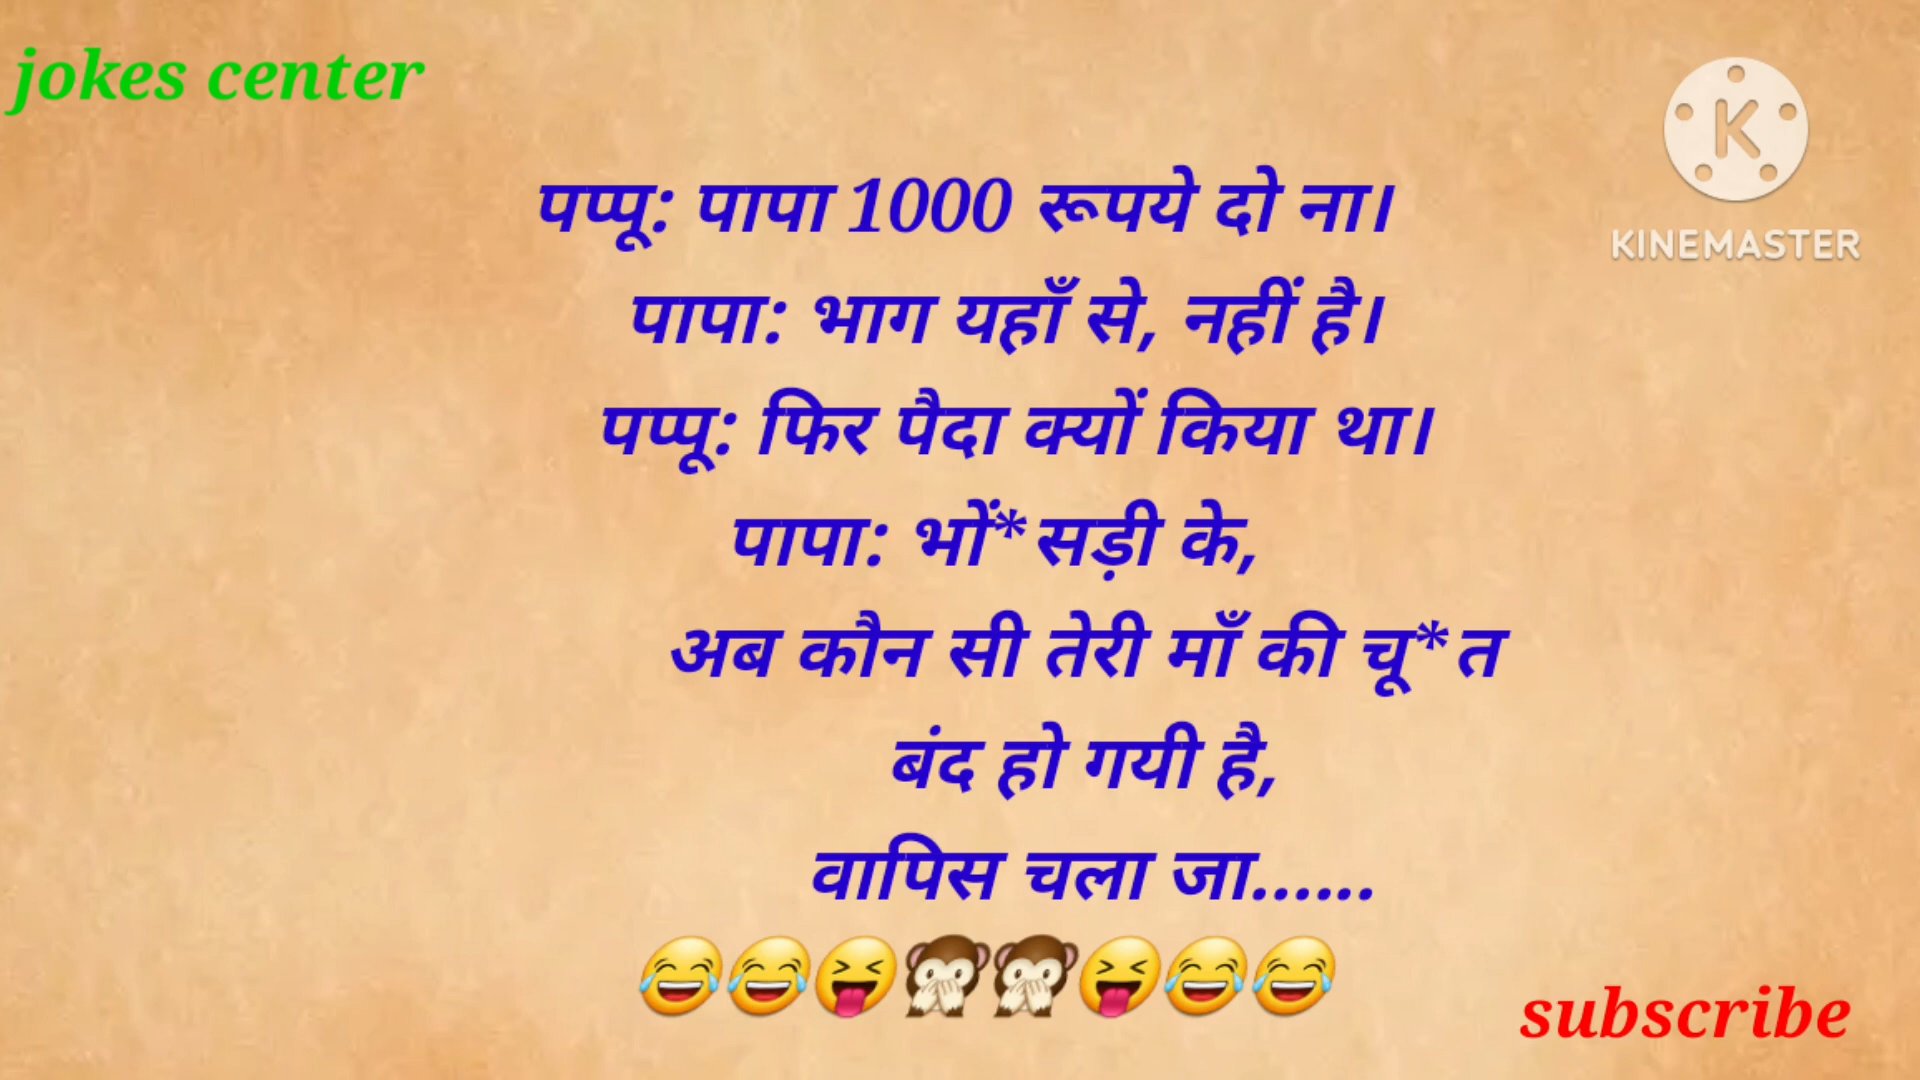 jokes center
KINEMASTER
पप्पू: पापा 1000 रूपये दो ना।
पापा: भाग यहाँ से, नहीं है।
पप्पू: फिर पैदा क्यों किया था।
पापा: भों*सड़ी के,
अब कौन सी तेरी माँ की चू*त
बंद हो गयी है,
वापिस चला जा......
😂😂😝🙊🙊😝😂😂
subscribe